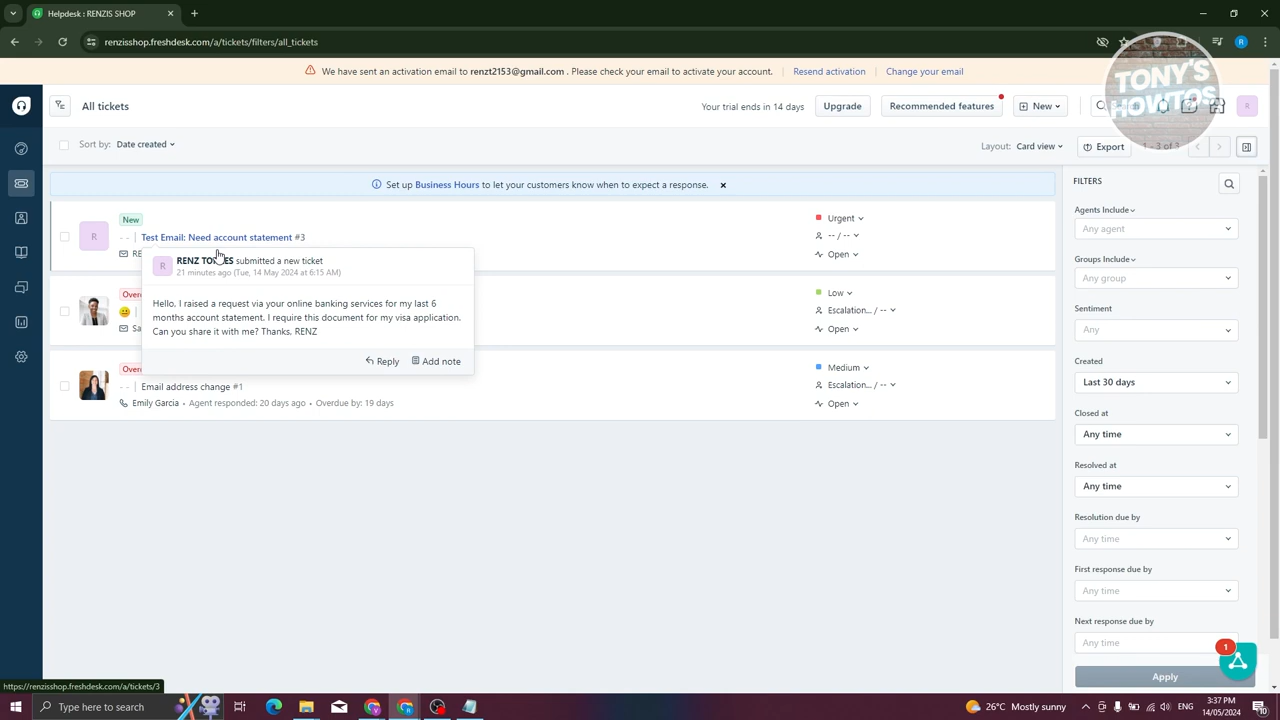 Helpdesk : RENZIS SHOP
renzisshop.freshdesk.com/a/tickets/filters/all_tickets
R
We have sent an activation email to renzt2153@gmail.com . Please check your email to activate your account.
Resend activation
Change your email
TONY'S
HOWTOS
All tickets
Your trial ends in 14 days
Upgrade
Recommended features
New
R
Sort by: Date created
Layout: Card view
Export
1 - 3 of 3
Set up Business Hours to let your customers know when to expect a response.
FILTERS
New
R
-- | Test Email: Need account statement #3
Urgent
-- / --
Open
R
RENZ TORRES submitted a new ticket
21 minutes ago (Tue, 14 May 2024 at 6:15 AM)
Hello, I raised a request via your online banking services for my last 6
months account statement. I require this document for my visa application.
Can you share it with me? Thanks, RENZ
Reply
Add note
Low
Escalation... / --
Open
-- | Email address change #1
Emily Garcia • Agent responded: 20 days ago • Overdue by: 19 days
Medium
Escalation... / --
Open
Agents Include
Any agent
Groups Include
Any group
Sentiment
Any
Created
Last 30 days
Closed at
Any time
Resolved at
Any time
Resolution due by
Any time
First response due by
Any time
Next response due by
Any time
1
Apply
https://renzisshop.freshdesk.com/a/tickets/3
Type here to search
26°C Mostly sunny
3:37 PM
14/05/2024
10